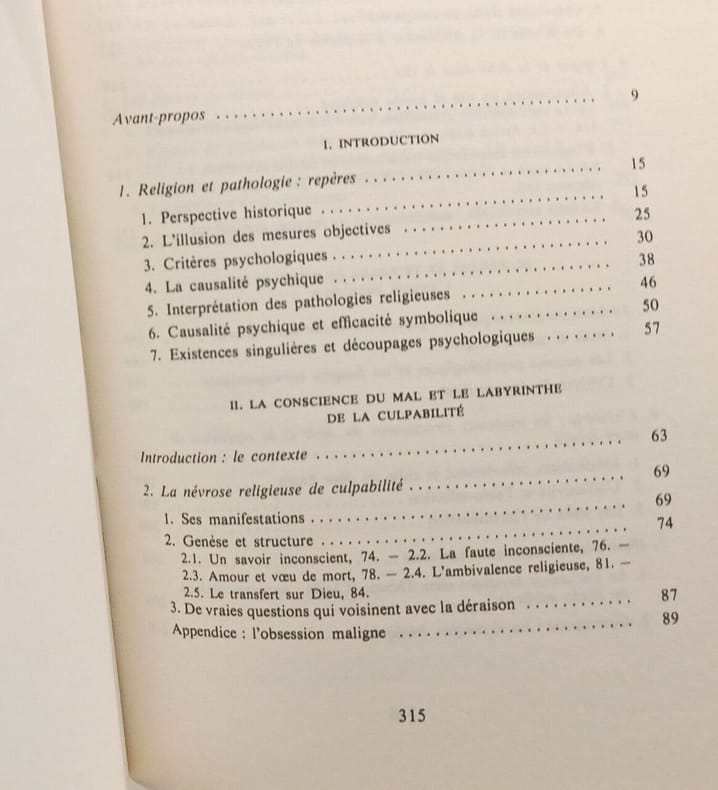 Avant-propos ........................................ 9
I. INTRODUCTION
1. Religion et pathologie : repères ........................ 15
1. Perspective historique ........................ 15
2. L'illusion des mesures objectives ........................ 25
3. Critères psychologiques ........................ 30
4. La causalité psychique ........................ 38
5. Interprétation des pathologies religieuses ................ 46
6. Causalité psychique et efficacité symbolique ............. 50
7. Existences singulières et découpages psychologiques ........ 57
II. LA CONSCIENCE DU MAL ET LE LABYRINTHE
DE LA CULPABILITÉ
Introduction : le contexte ........................ 63
2. La névrose religieuse de culpabilité ........................ 69
1. Ses manifestations ........................ 69
2. Genèse et structure ........................ 74
2.1. Un savoir inconscient, 74. — 2.2. La faute inconsciente, 76. —
2.3. Amour et vœu de mort, 78. — 2.4. L'ambivalence religieuse, 81. —
2.5. Le transfert sur Dieu, 84.
3. De vraies questions qui voisinent avec la déraison ............ 87
Appendice : l'obsession maligne ........................ 89
315